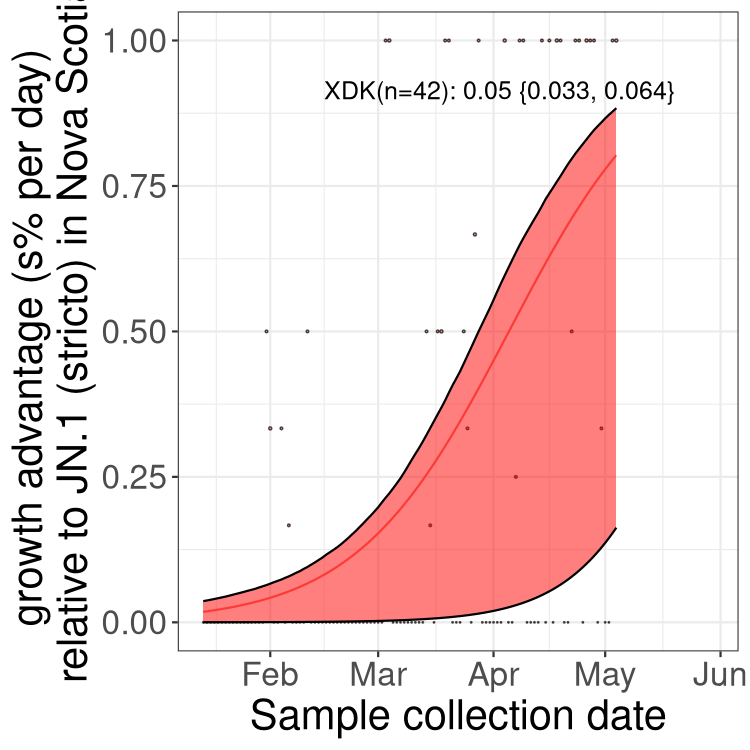 growth advantage (s% per day)
relative to JN.1 (stricto) in Nova Scotia
1.00
0.75
0.50
0.25
0.00
XDK(n=42): 0.05 {0.033, 0.064}
Feb Mar Apr May Jun
Sample collection date